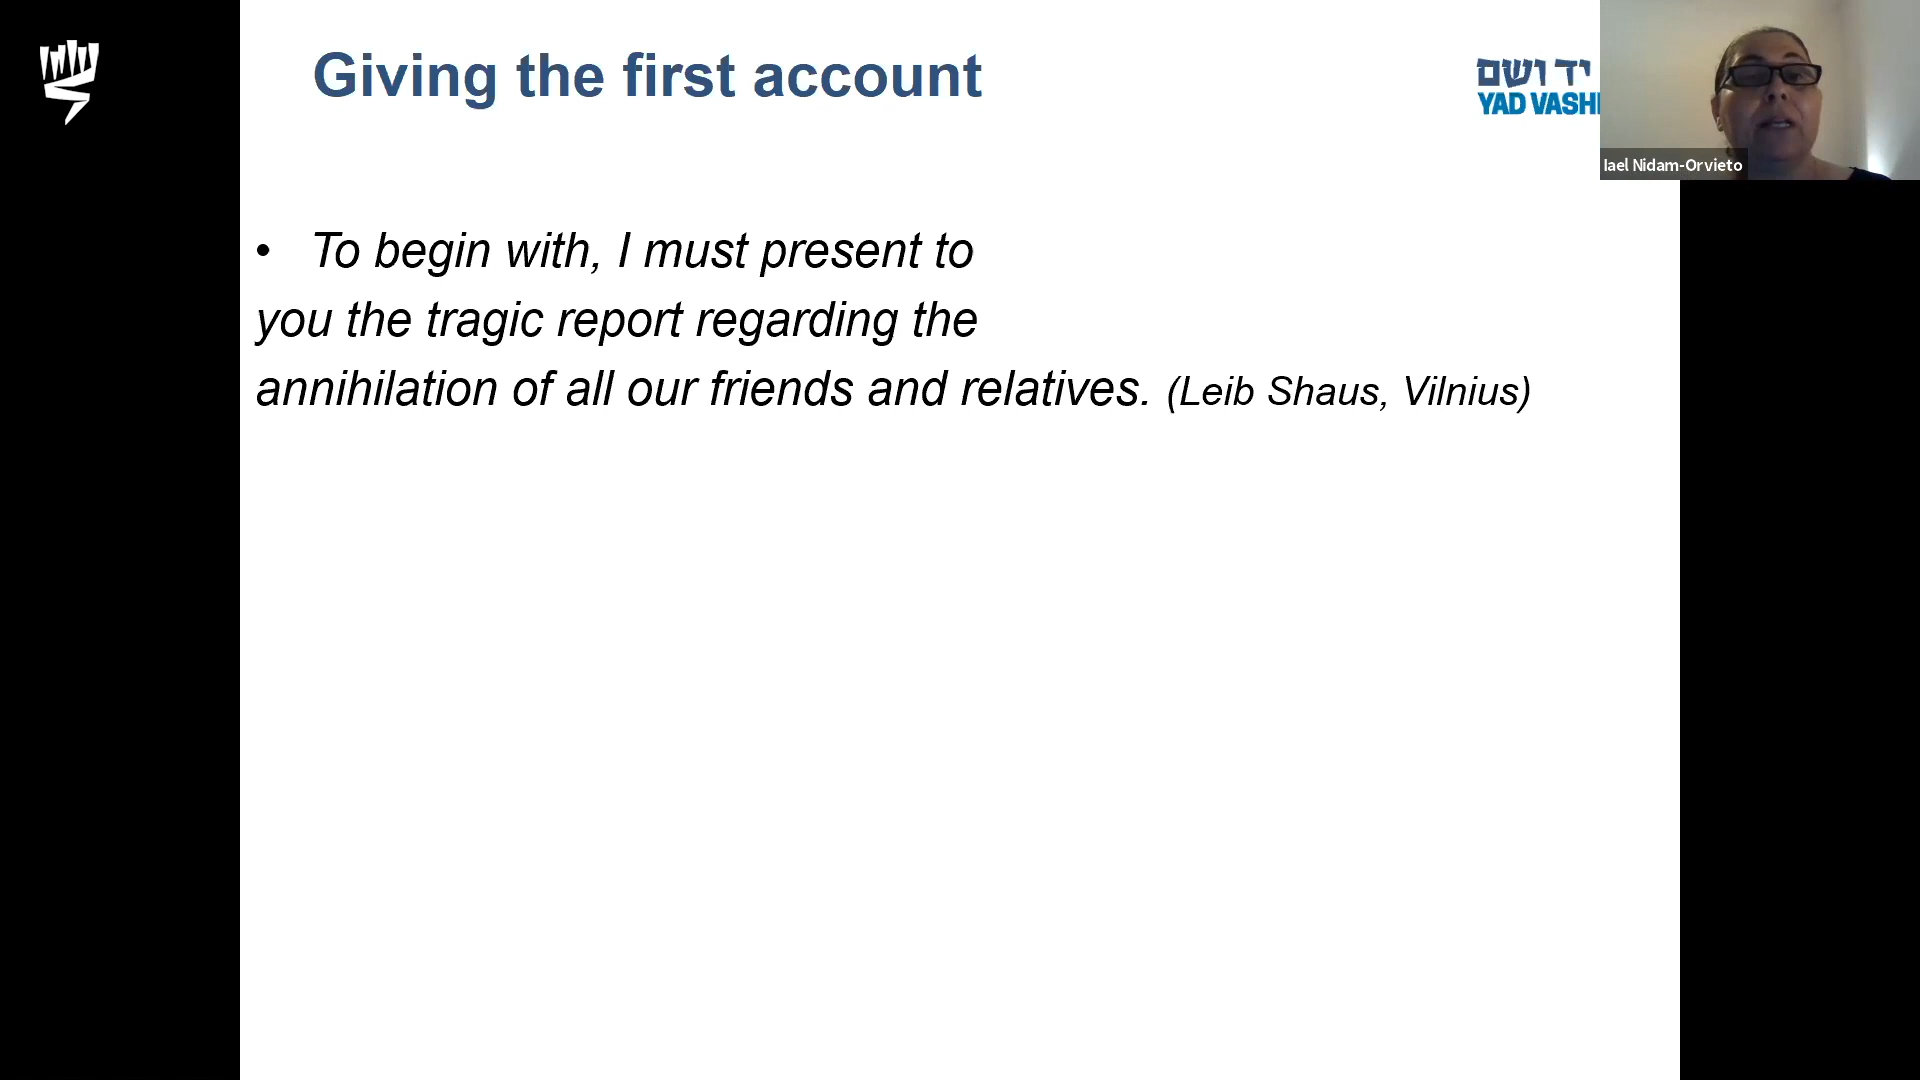 Giving the first account
יד ושם
YAD VASH
Iael Nidam-Orvieto
• To begin with, I must present to
you the tragic report regarding the
annihilation of all our friends and relatives. (Leib Shaus, Vilnius)